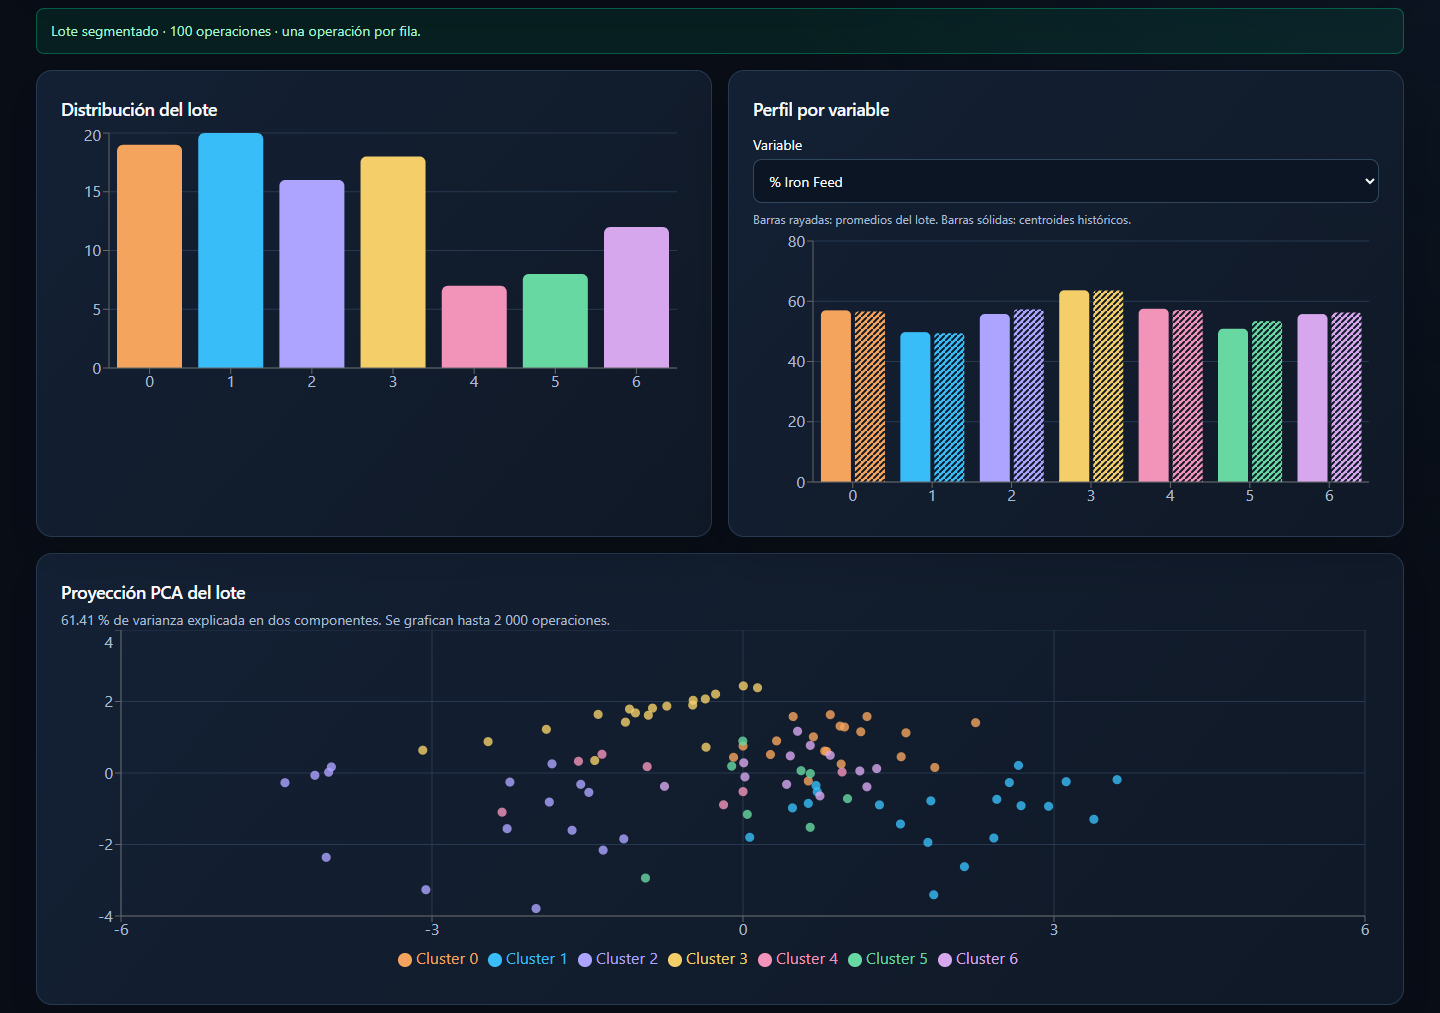 Lote segmentado · 100 operaciones · una operación por fila.
Distribución del lote
20
15
10
5
0
0 1 2 3 4 5 6
Perfil por variable
Variable
% Iron Feed
Barras rayadas: promedios del lote. Barras sólidas: centroides históricos.
80
60
40
20
0
0 1 2 3 4 5 6
Proyección PCA del lote
61.41 % de varianza explicada en dos componentes. Se grafican hasta 2 000 operaciones.
4
2
0
-2
-4
-6 -3 0 3 6
Cluster 0 Cluster 1 Cluster 2 Cluster 3 Cluster 4 Cluster 5 Cluster 6